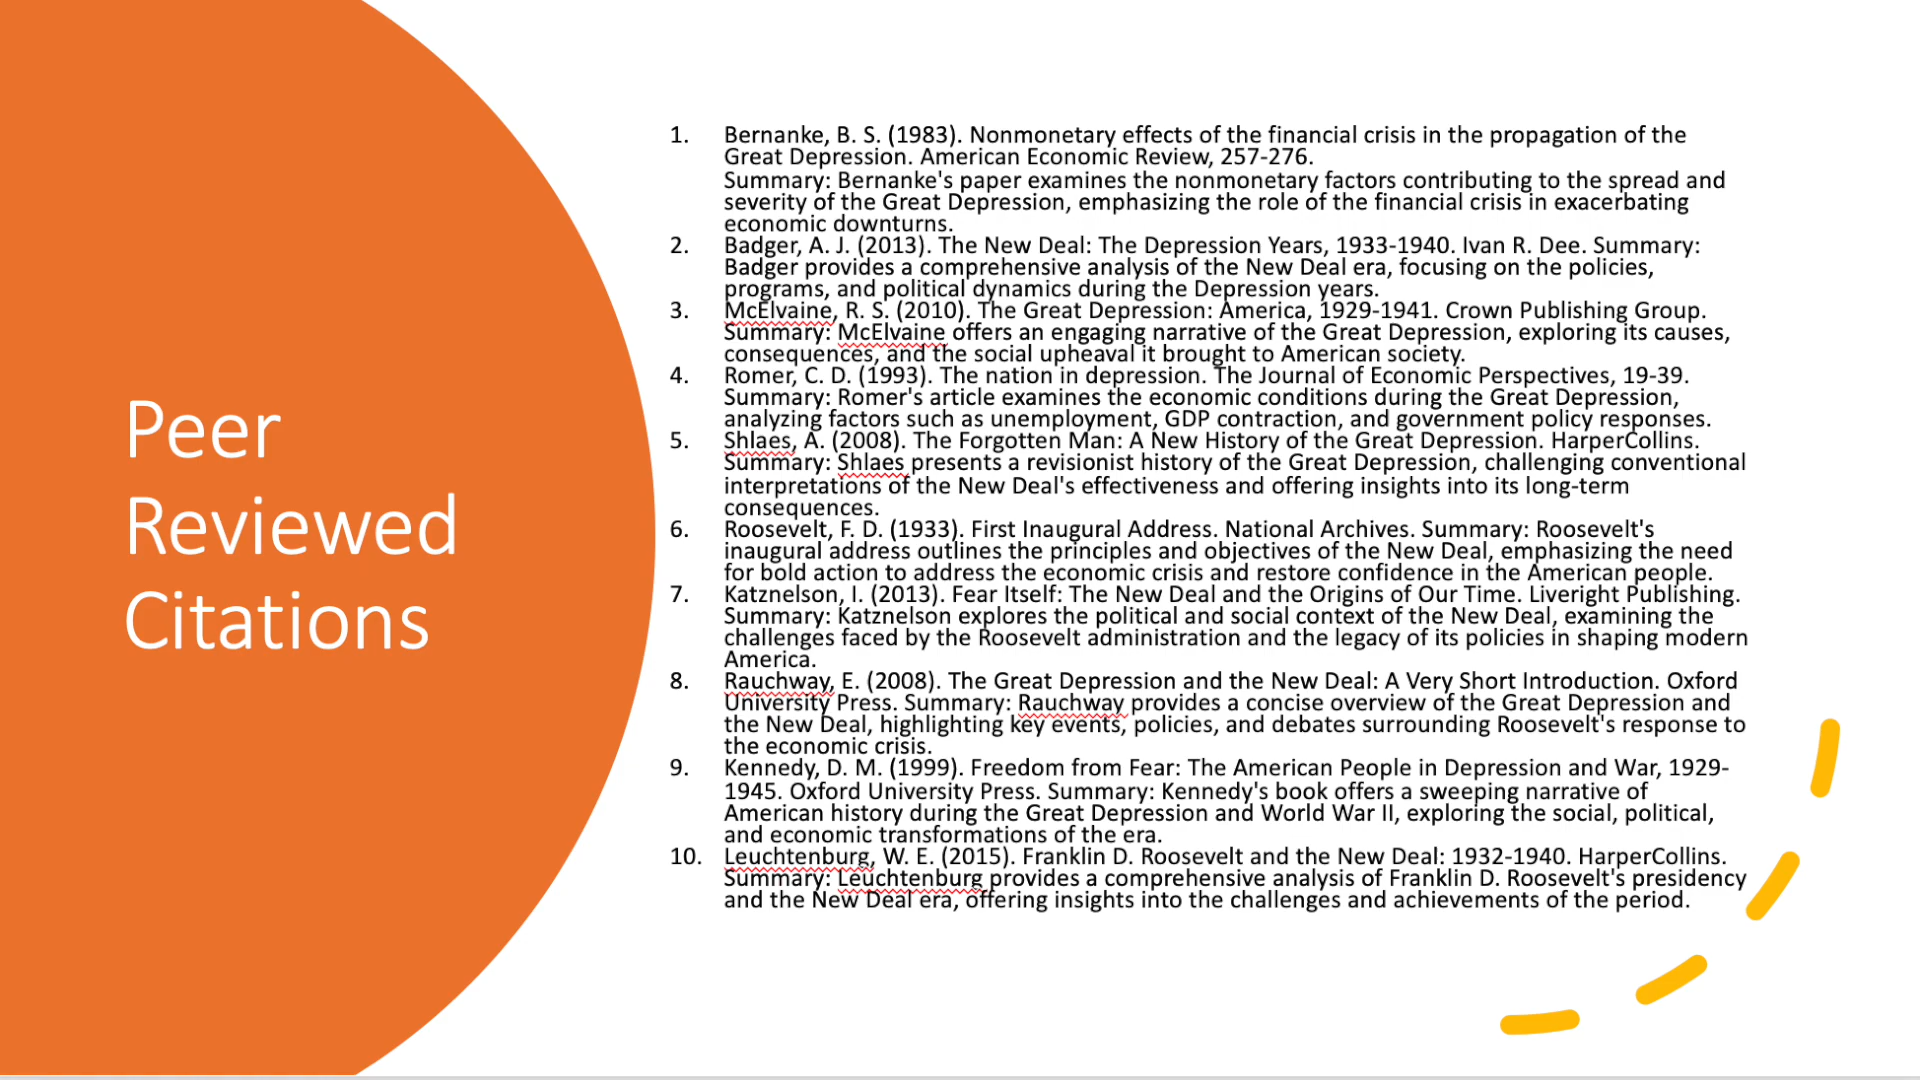 Peer
Reviewed
Citations
1. Bernanke, B. S. (1983). Nonmonetary effects of the financial crisis in the propagation of the
Great Depression. American Economic Review, 257-276.
Summary: Bernanke's paper examines the nonmonetary factors contributing to the spread and
severity of the Great Depression, emphasizing the role of the financial crisis in exacerbating
economic downturns.
2. Badger, A. J. (2013). The New Deal: The Depression Years, 1933-1940. Ivan R. Dee. Summary:
Badger provides a comprehensive analysis of the New Deal era, focusing on the policies,
programs, and political dynamics during the Depression years.
3. McElvaine, R. S. (2010). The Great Depression: America, 1929-1941. Crown Publishing Group.
Summary: McElvaine offers an engaging narrative of the Great Depression, exploring its causes,
consequences, and the social upheaval it brought to American society.
4. Romer, C. D. (1993). The nation in depression. The Journal of Economic Perspectives, 19-39.
Summary: Romer's article examines the economic conditions during the Great Depression,
analyzing factors such as unemployment, GDP contraction, and government policy responses.
5. Shlaes, A. (2008). The Forgotten Man: A New History of the Great Depression. HarperCollins.
Summary: Shlaes presents a revisionist history of the Great Depression, challenging conventional
interpretations of the New Deal's effectiveness and offering insights into its long-term
consequences.
6. Roosevelt, F. D. (1933). First Inaugural Address. National Archives. Summary: Roosevelt's
inaugural address outlines the principles and objectives of the New Deal, emphasizing the need
for bold action to address the economic crisis and restore confidence in the American people.
7. Katznelson, I. (2013). Fear Itself: The New Deal and the Origins of Our Time. Liveright Publishing.
Summary: Katznelson explores the political and social context of the New Deal, examining the
challenges faced by the Roosevelt administration and the legacy of its policies in shaping modern
America.
8. Rauchway, E. (2008). The Great Depression and the New Deal: A Very Short Introduction. Oxford
University Press. Summary: Rauchway provides a concise overview of the Great Depression and
the New Deal, highlighting key events, policies, and debates surrounding Roosevelt's response to
the economic crisis.
9. Kennedy, D. M. (1999). Freedom from Fear: The American People in Depression and War, 1929-
1945. Oxford University Press. Summary: Kennedy's book offers a sweeping narrative of
American history during the Great Depression and World War II, exploring the social, political,
and economic transformations of the era.
10. Leuchtenburg, W. E. (2015). Franklin D. Roosevelt and the New Deal: 1932-1940. HarperCollins.
Summary: Leuchtenburg provides a comprehensive analysis of Franklin D. Roosevelt's presidency
and the New Deal era, offering insights into the challenges and achievements of the period.